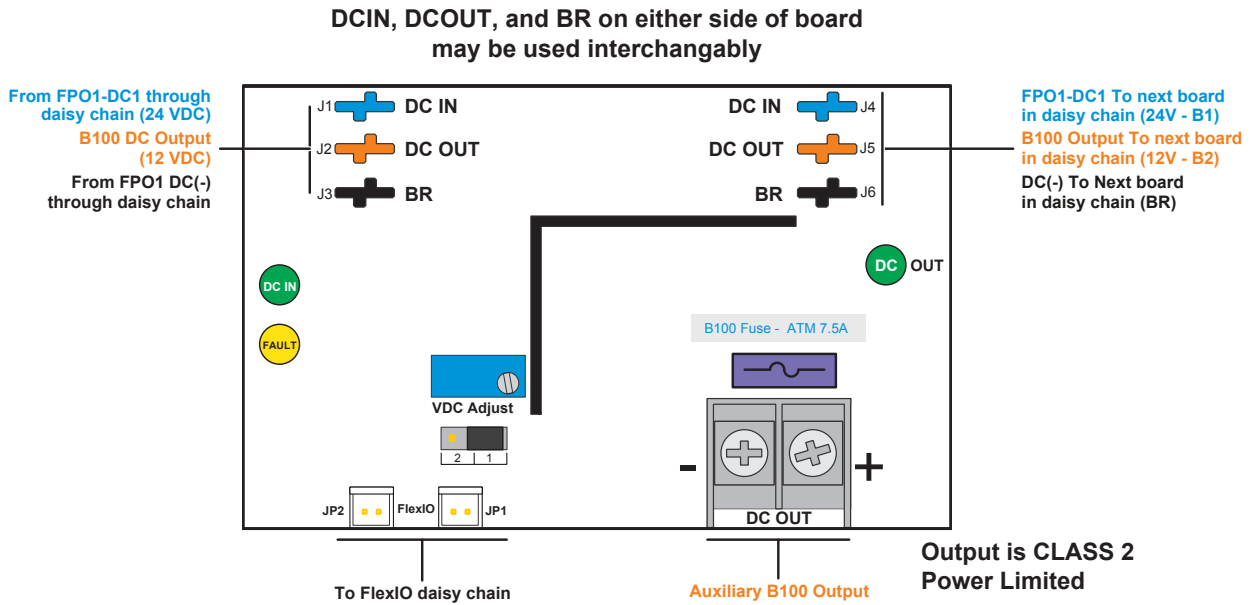 DCIN, DCOUT, and BR on either side of board
may be used interchangably
From FPO1-DC1 through
daisy chain (24 VDC)
B100 DC Output
(12 VDC)
From FPO1 DC(-)
through daisy chain
J1
DC IN
J2
DC OUT
J3
BR
DC IN
J4
DC OUT
J5
BR
J6
FPO1-DC1 To next board
in daisy chain (24V - B1)
B100 Output To next board
in daisy chain (12V - B2)
DC(-) To Next board
in daisy chain (BR)
DC IN
FAULT
DC OUT
B100 Fuse - ATM 7.5A
VDC Adjust
2 1
JP2 FlexIO JP1
- +
DC OUT
To FlexIO daisy chain
Auxiliary B100 Output
Output is CLASS 2
Power Limited